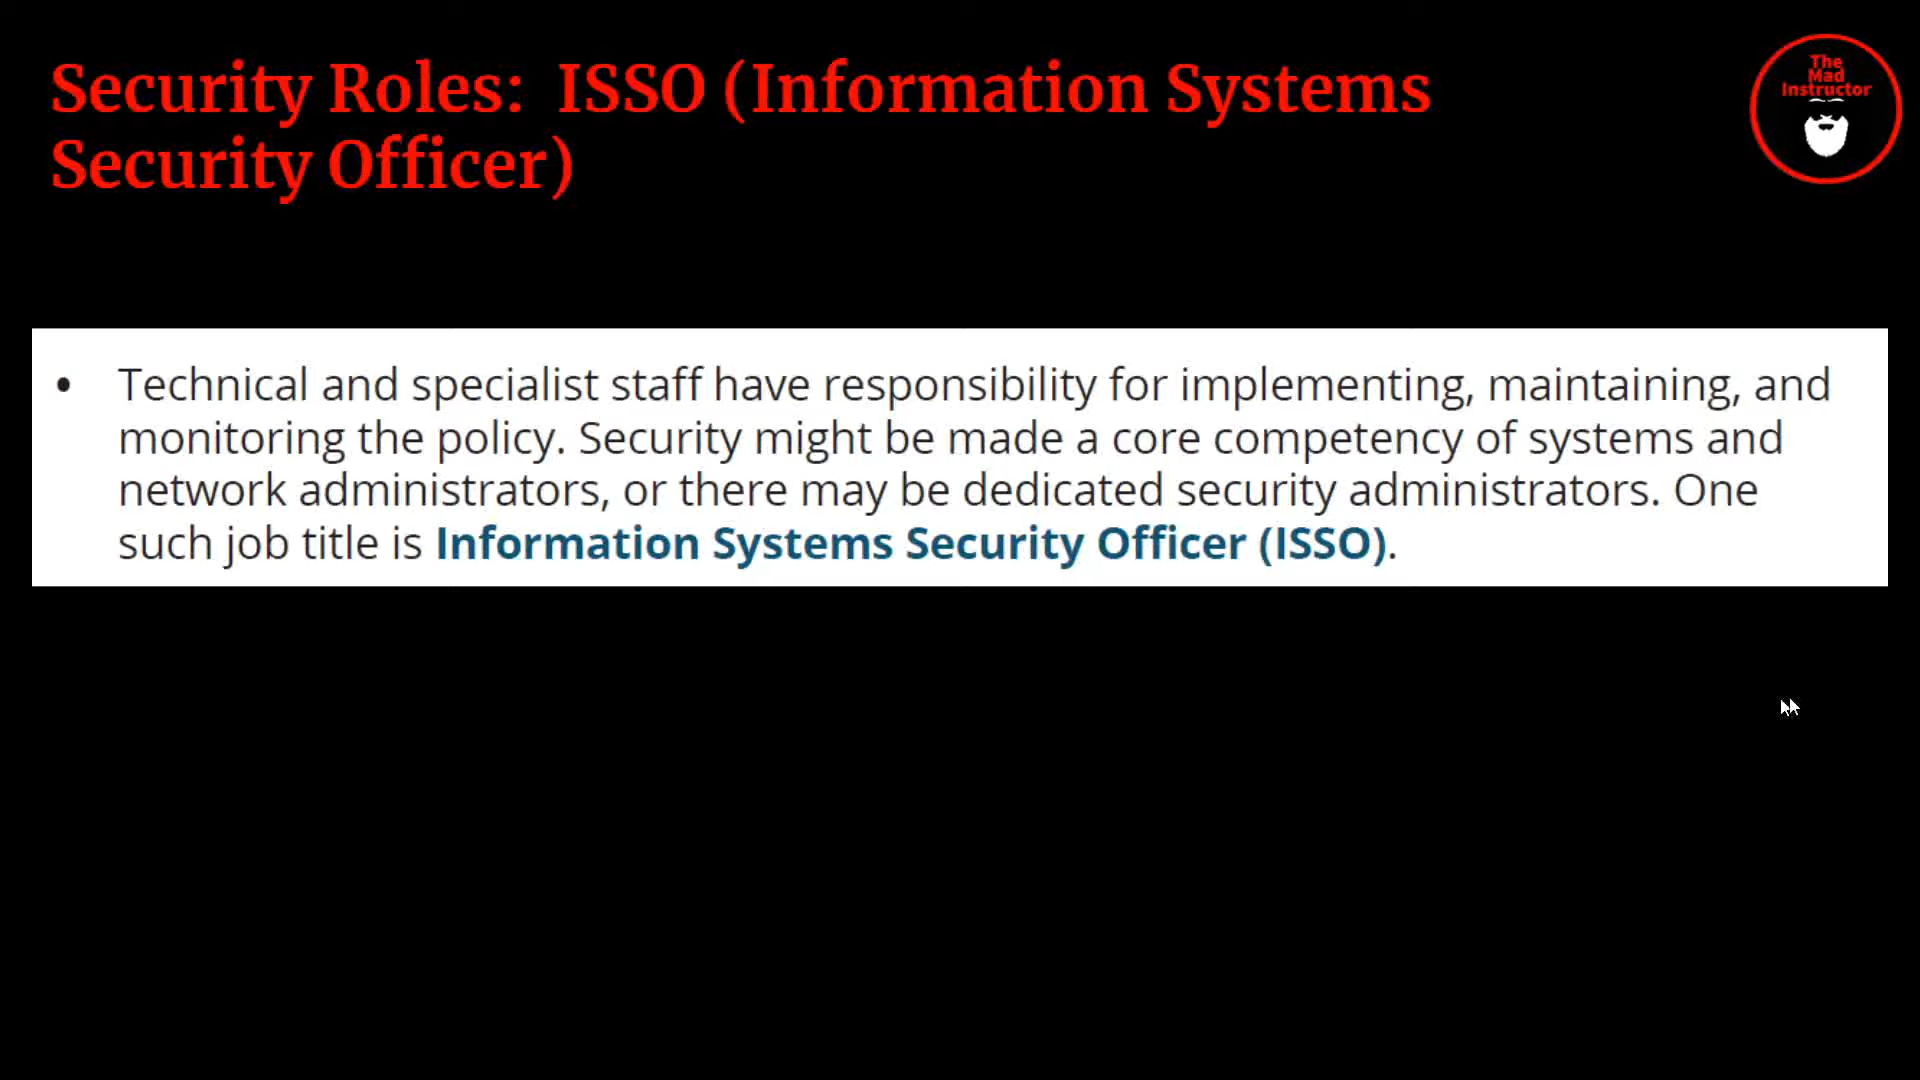 Security Roles:  ISSO (Information Systems
Security Officer)
The
Mad
Instructor
• Technical and specialist staff have responsibility for implementing, maintaining, and
monitoring the policy. Security might be made a core competency of systems and
network administrators, or there may be dedicated security administrators. One
such job title is Information Systems Security Officer (ISSO).